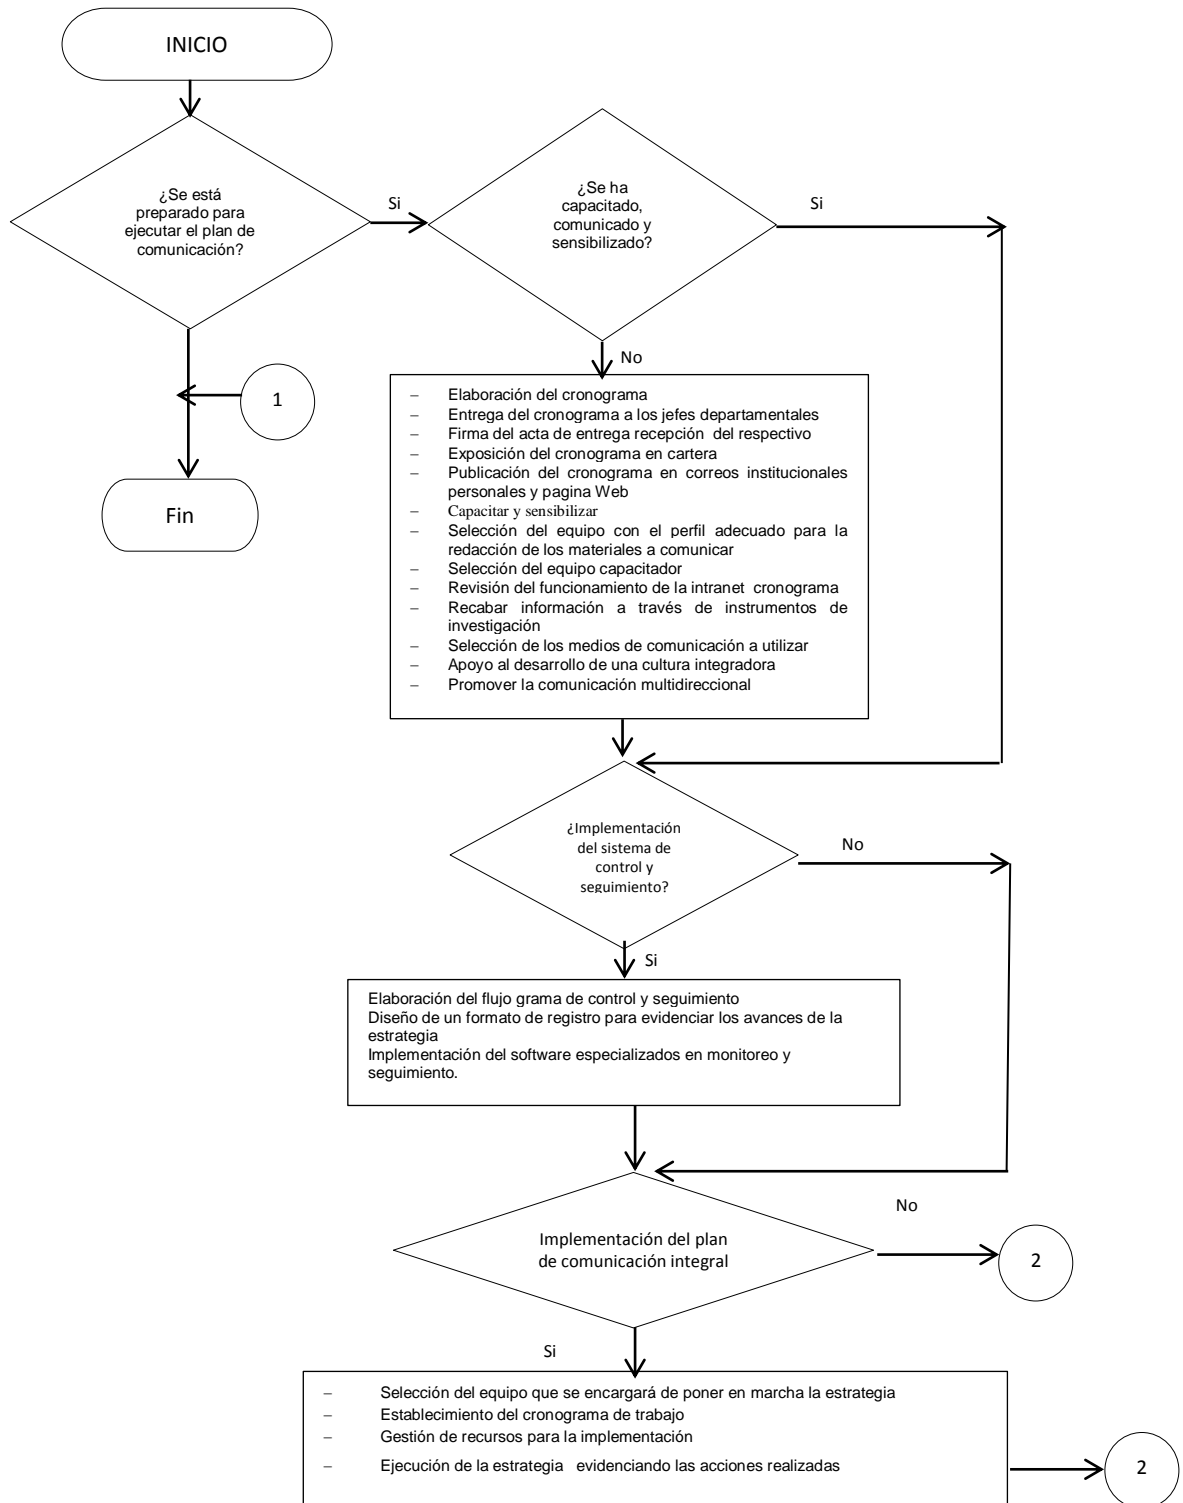 INICIO
¿Se está
preparado para
ejecutar el plan de
comunicación?
Si
¿Se ha
capacitado,
comunicado y
sensibilizado?
Si
No
1
Fin
– Elaboración del cronograma
– Entrega del cronograma a los jefes departamentales
– Firma del acta de entrega recepción del respectivo
– Exposición del cronograma en cartera
– Publicación del cronograma en correos institucionales
personales y pagina Web
– Capacitar y sensibilizar
– Selección del equipo con el perfil adecuado para la
redacción de los materiales a comunicar
– Selección del equipo capacitador
– Revisión del funcionamiento de la intranet cronograma
– Recabar información a través de instrumentos de
investigación
– Selección de los medios de comunicación a utilizar
– Apoyo al desarrollo de una cultura integradora
– Promover la comunicación multidireccional
¿Implementación
del sistema de
control y
seguimiento?
No
Si
Elaboración del flujo grama de control y seguimiento
Diseño de un formato de registro para evidenciar los avances de la
estrategia
Implementación del software especializados en monitoreo y
seguimiento.
Implementación del plan
de comunicación integral
No
2
Si
– Selección del equipo que se encargará de poner en marcha la estrategia
– Establecimiento del cronograma de trabajo
– Gestión de recursos para la implementación
– Ejecución de la estrategia evidenciando las acciones realizadas
2